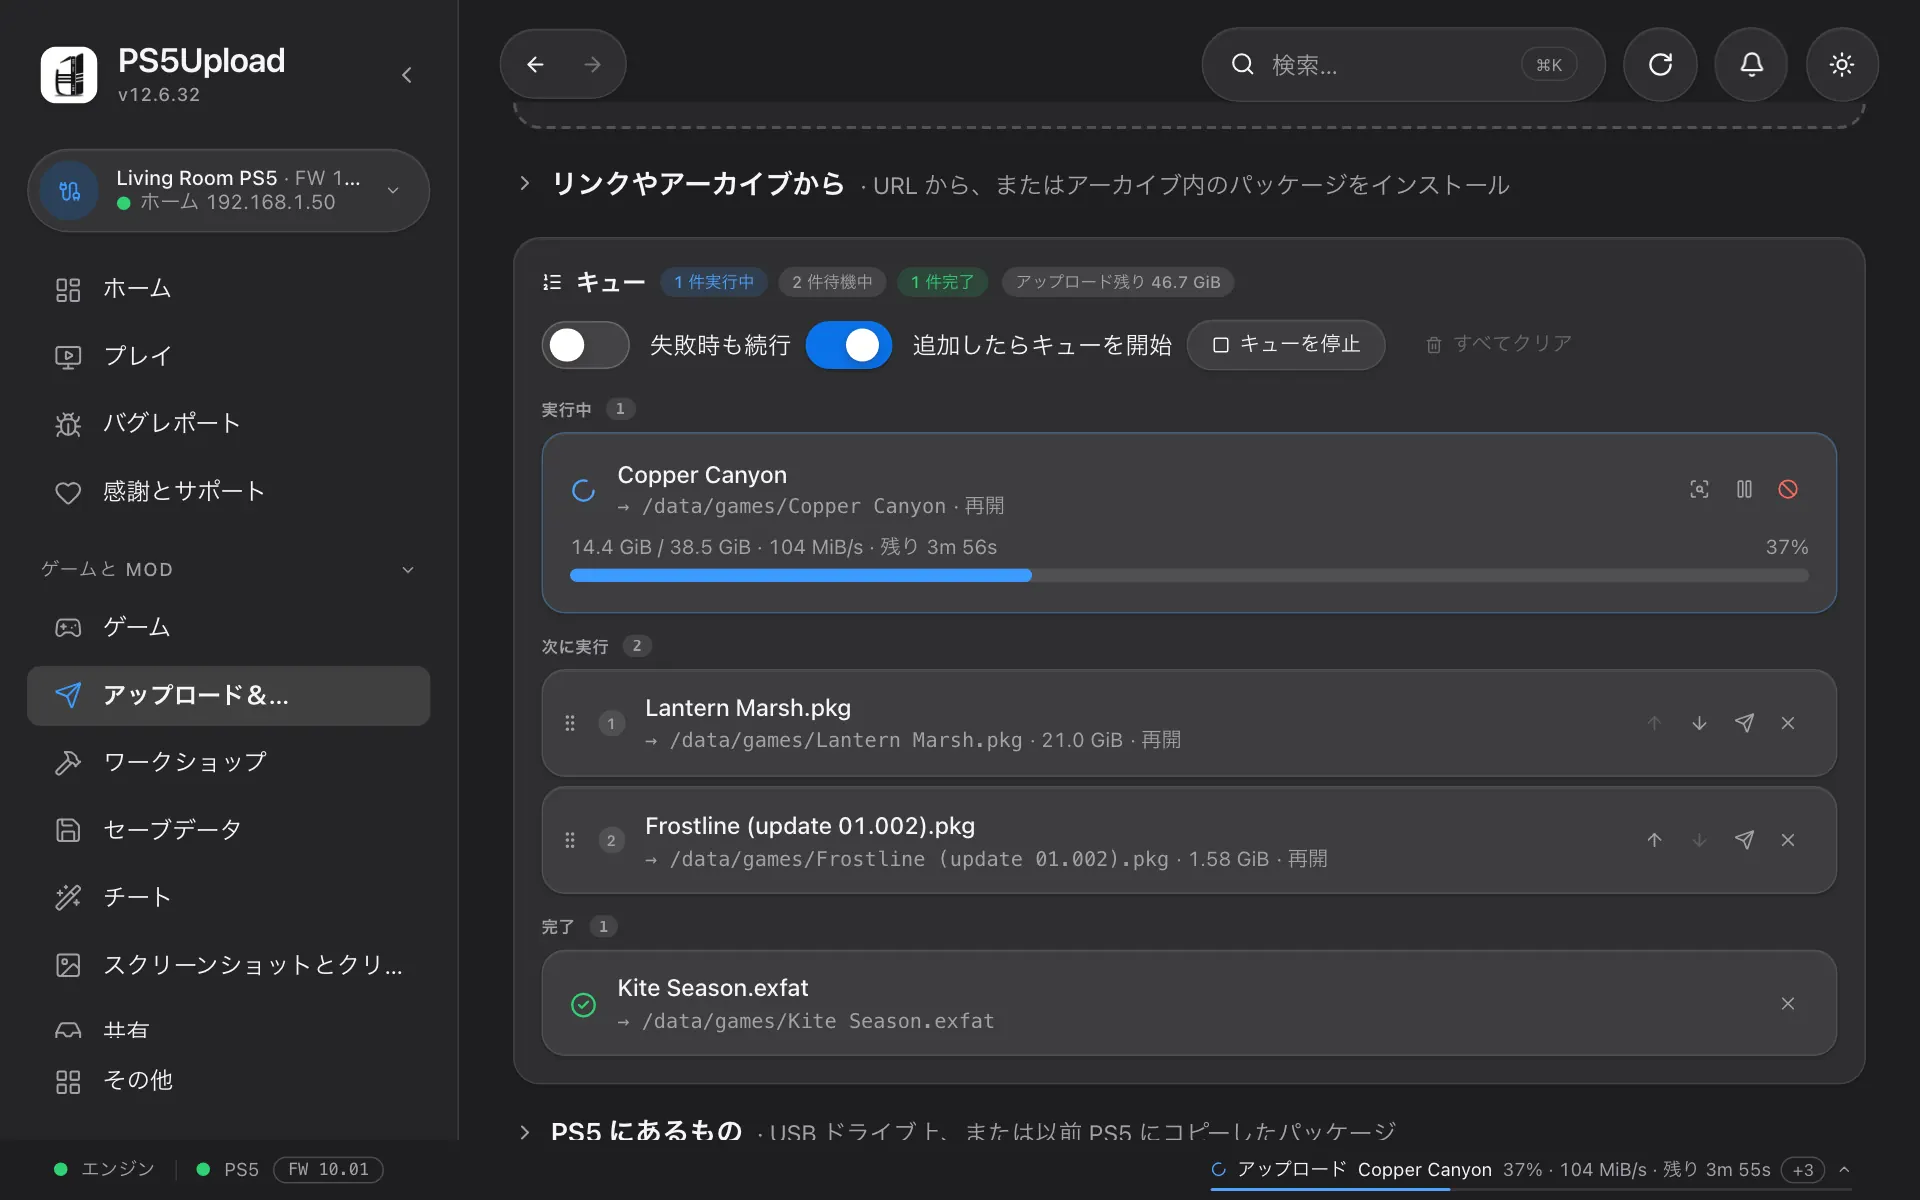 PS5Upload
v12.6.32
Living Room PS5 · FW 1...
ホーム 192.168.1.50
ホーム
プレイ
バグレポート
感謝とサポート
ゲームと MOD
ゲーム
アップロード&...
ワークショップ
セーブデータ
チート
スクリーンショットとクリ...
共有
その他
検索...
⌘K
リンクやアーカイブから · URL から、またはアーカイブ内のパッケージをインストール
キュー 1 件実行中 2 件待機中 1 件完了 アップロード残り 46.7 GiB
失敗時も続行 追加したらキューを開始 キューを停止 すべてクリア
実行中 1
Copper Canyon
→ /data/games/Copper Canyon · 再開
14.4 GiB / 38.5 GiB · 104 MiB/s · 残り 3m 56s 37%
次に実行 2
1 Lantern Marsh.pkg
→ /data/games/Lantern Marsh.pkg · 21.0 GiB · 再開
2 Frostline (update 01.002).pkg
→ /data/games/Frostline (update 01.002).pkg · 1.58 GiB · 再開
完了 1
Kite Season.exfat
→ /data/games/Kite Season.exfat
PS5 にあるもの · USB ドライブ上、または以前 PS5 にコピーしたパッケージ
エンジン PS5 FW 10.01
アップロード Copper Canyon 37% · 104 MiB/s · 残り 3m 55s +3